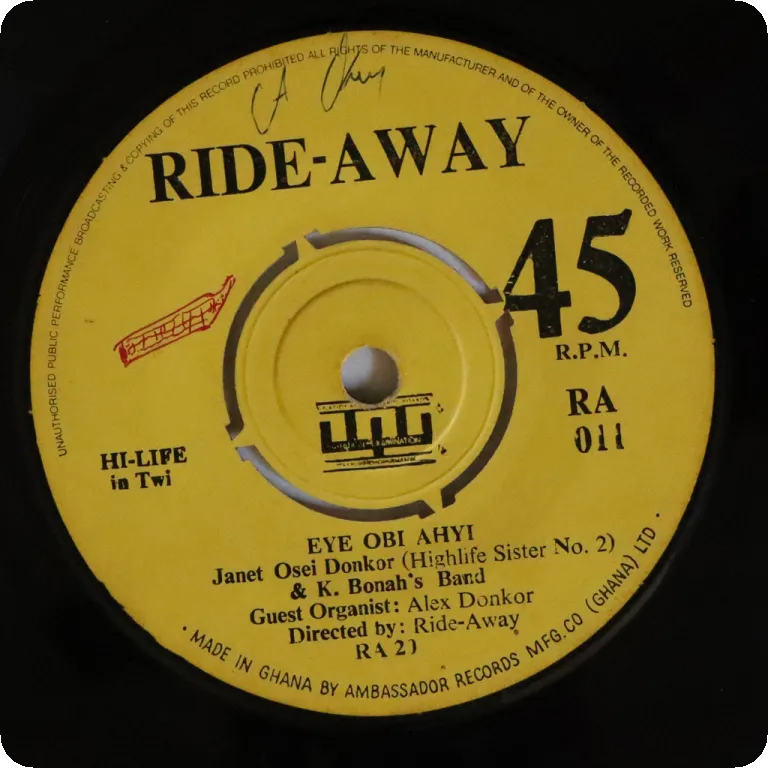 UNAUTHORISED PUBLIC PERFORMANCE BROADCASTING & COPYING OF THIS RECORD PROHIBITED ALL RIGHTS OF THE MANUFACTURER AND OF THE OWNER OF THE RECORDED WORK RESERVED
RIDE-AWAY
45
R.P.M.
RA
011
HI-LIFE
in Twi
EYE OBI AHYI
Janet Osei Donkor (Highlife Sister No. 2)
& K. Bonah's Band
Guest Organist: Alex Donkor
Directed by: Ride-Away
RA 20
· MADE IN GHANA BY AMBASSADOR RECORDS MFG.CO (GHANA) LTD ·